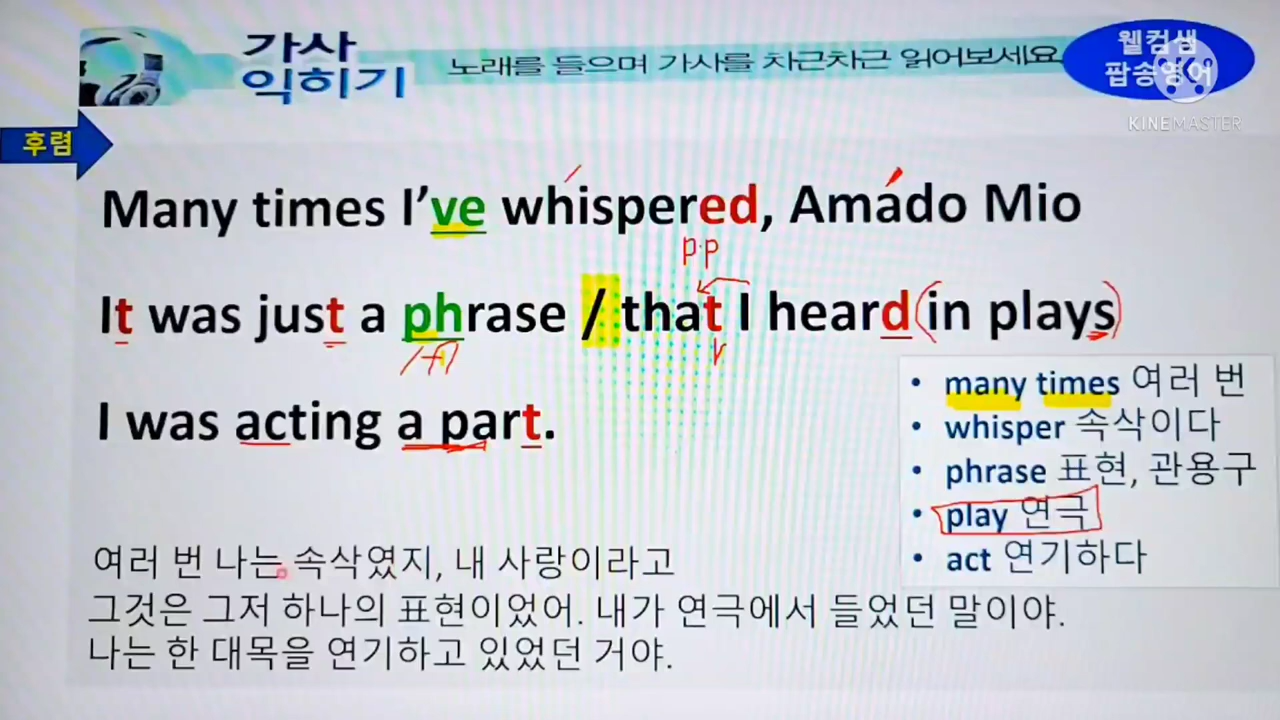 가사
익히기
노래를 들으며 가사를 차근차근 읽어보세요
웰컴샘
팝송영어
KINEMASTER
후렴
Many times I've whispered, Amádo Mio
p.p
It was just a phrase / that I heard (in plays)
/f/
I was acting a part.
• many times 여러 번
• whisper 속삭이다
• phrase 표현, 관용구
• play 연극
• act 연기하다
여러 번 나는 속삭였지, 내 사랑이라고
그것은 그저 하나의 표현이었어. 내가 연극에서 들었던 말이야.
나는 한 대목을 연기하고 있었던 거야.